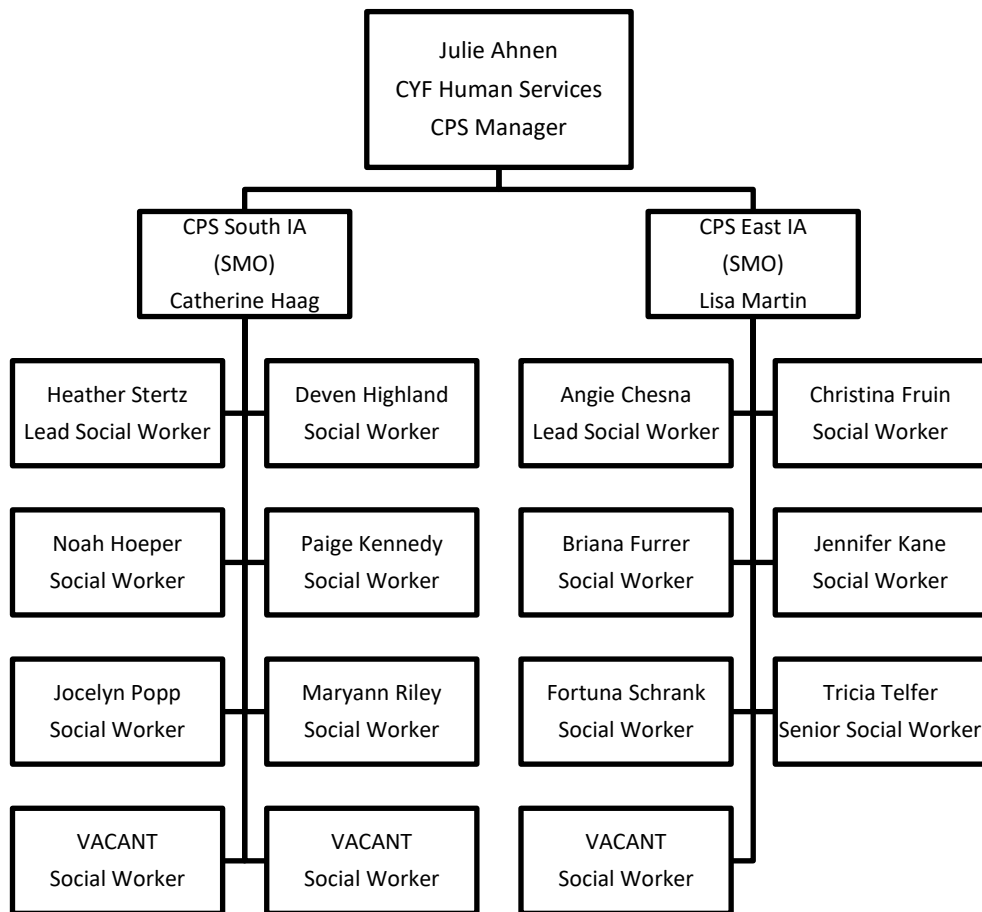 Julie Ahnen
CYF Human Services
CPS Manager
CPS South IA
(SMO)
Catherine Haag
CPS East IA
(SMO)
Lisa Martin
Heather Stertz
Lead Social Worker
Deven Highland
Social Worker
Angie Chesna
Lead Social Worker
Christina Fruin
Social Worker
Noah Hoeper
Social Worker
Paige Kennedy
Social Worker
Briana Furrer
Social Worker
Jennifer Kane
Social Worker
Jocelyn Popp
Social Worker
Maryann Riley
Social Worker
Fortuna Schrank
Social Worker
Tricia Telfer
Senior Social Worker
VACANT
Social Worker
VACANT
Social Worker
VACANT
Social Worker